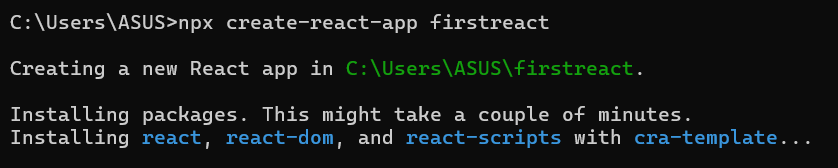 C:\Users\ASUS>npx create-react-app firstreact
Creating a new React app in C:\Users\ASUS\firstreact.
Installing packages. This might take a couple of minutes.
Installing react, react-dom, and react-scripts with cra-template...